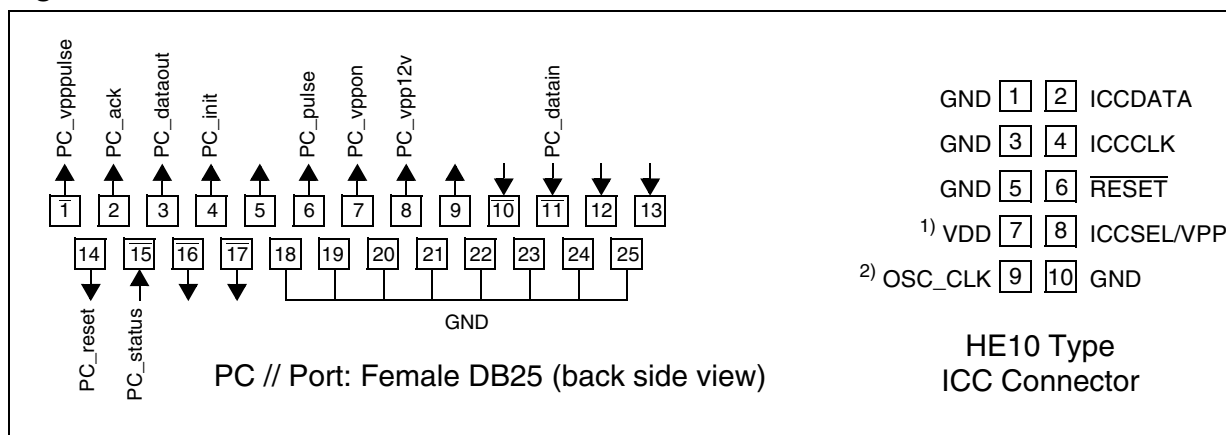 PC_vpppulse
PC_ack
PC_dataout
PC_init
PC_pulse
PC_vppon
PC_vpp12v
PC_datain
1 2 3 4 5 6 7 8 9 10 11 12 13
14 15 16 17 18 19 20 21 22 23 24 25
PC_reset
PC_status
GND
PC // Port: Female DB25 (back side view)
GND 1 2 ICCDATA
GND 3 4 ICCCLK
GND 5 6 RESET
1) VDD 7 8 ICCSEL/VPP
2) OSC_CLK 9 10 GND
HE10 Type
ICC Connector